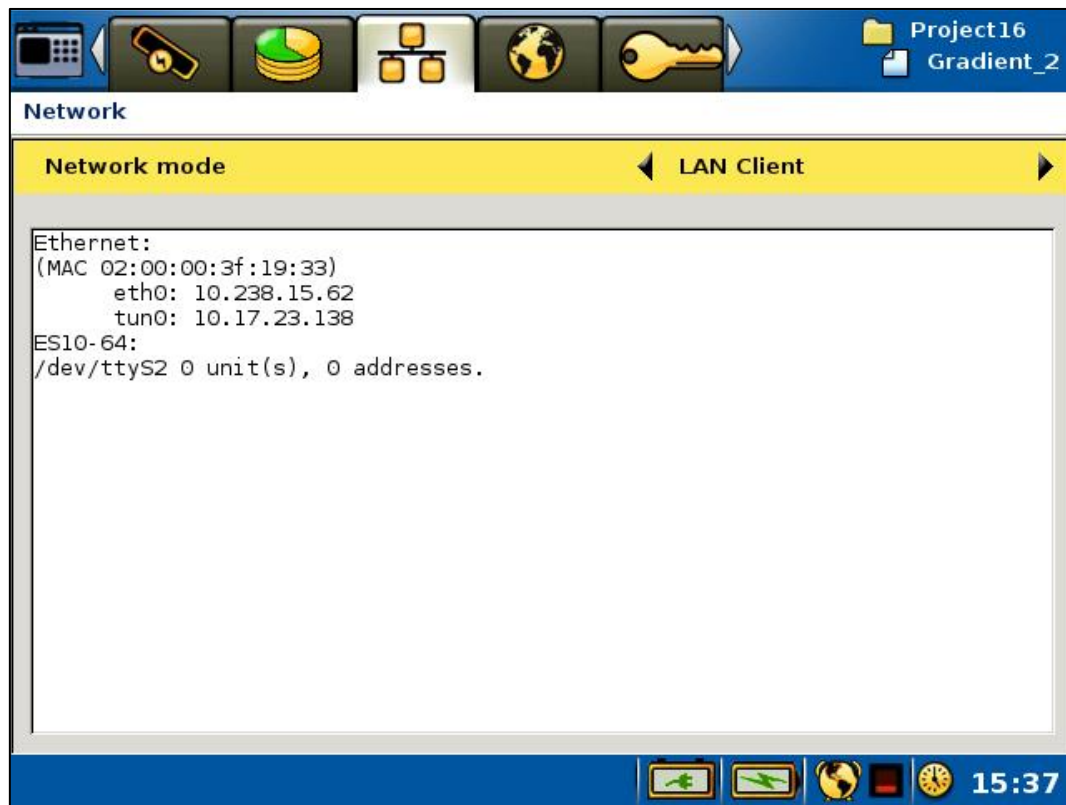 Project16
Gradient_2
Network
Network mode
LAN Client
Ethernet:
(MAC 02:00:00:3f:19:33)
eth0: 10.238.15.62
tun0: 10.17.23.138
ES10-64:
/dev/ttyS2 0 unit(s), 0 addresses.
15:37